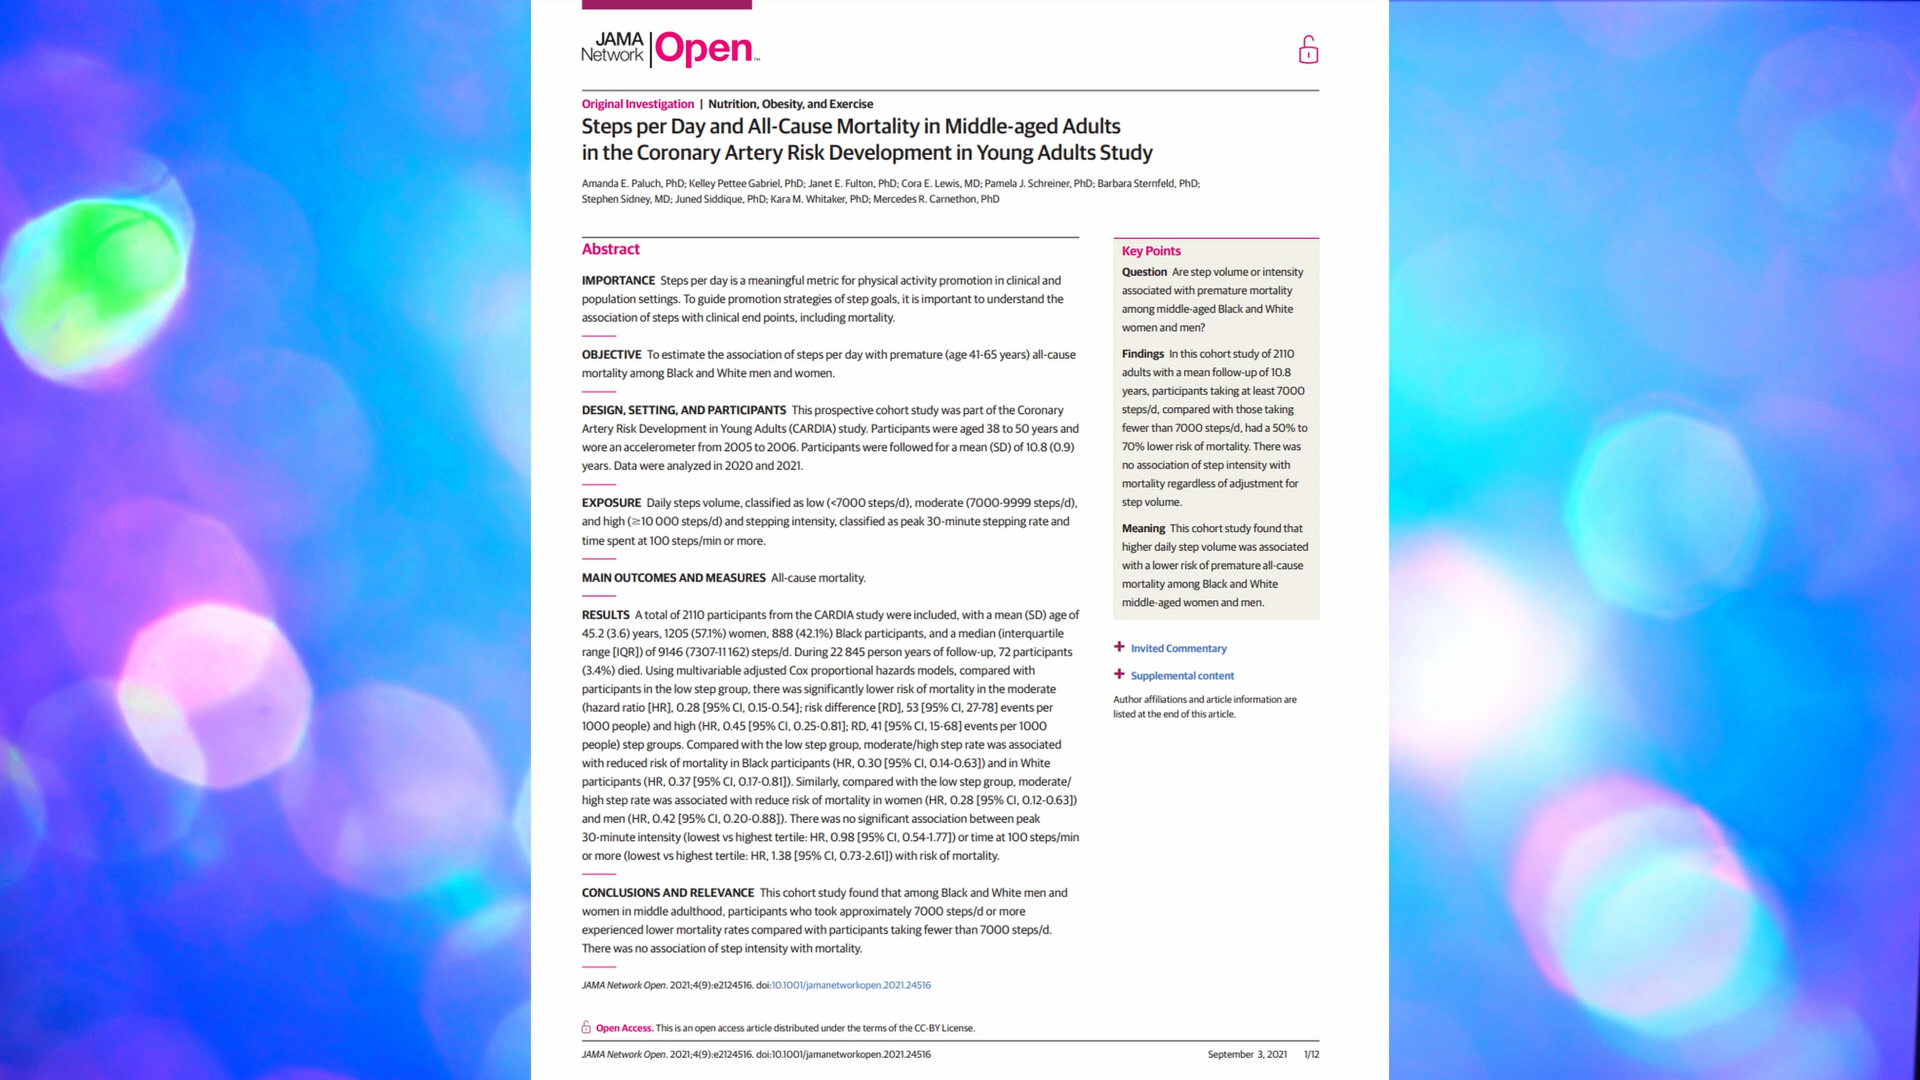 JAMA Network | Open™
Original Investigation | Nutrition, Obesity, and Exercise
Steps per Day and All-Cause Mortality in Middle-aged Adults
in the Coronary Artery Risk Development in Young Adults Study
Amanda E. Paluch, PhD; Kelley Pettee Gabriel, PhD; Janet E. Fulton, PhD; Cora E. Lewis, MD; Pamela J. Schreiner, PhD; Barbara Sternfeld, PhD;
Stephen Sidney, MD; Juned Siddique, PhD; Kara M. Whitaker, PhD; Mercedes R. Carnethon, PhD
Abstract
IMPORTANCE Steps per day is a meaningful metric for physical activity promotion in clinical and
population settings. To guide promotion strategies of step goals, it is important to understand the
association of steps with clinical end points, including mortality.
OBJECTIVE To estimate the association of steps per day with premature (age 41-65 years) all-cause
mortality among Black and White men and women.
DESIGN, SETTING, AND PARTICIPANTS This prospective cohort study was part of the Coronary
Artery Risk Development in Young Adults (CARDIA) study. Participants were aged 38 to 50 years and
wore an accelerometer from 2005 to 2006. Participants were followed for a mean (SD) of 10.8 (0.9)
years. Data were analyzed in 2020 and 2021.
EXPOSURE Daily steps volume, classified as low (<7000 steps/d), moderate (7000-9999 steps/d),
and high (≥10 000 steps/d) and stepping intensity, classified as peak 30-minute stepping rate and
time spent at 100 steps/min or more.
MAIN OUTCOMES AND MEASURES All-cause mortality.
RESULTS A total of 2110 participants from the CARDIA study were included, with a mean (SD) age of
45.2 (3.6) years, 1205 (57.1%) women, 888 (42.1%) Black participants, and a median (interquartile
range [IQR]) of 9146 (7307-11 162) steps/d. During 22 845 person years of follow-up, 72 participants
(3.4%) died. Using multivariable adjusted Cox proportional hazards models, compared with
participants in the low step group, there was significantly lower risk of mortality in the moderate
(hazard ratio [HR], 0.28 [95% CI, 0.15-0.54]; risk difference [RD], 53 [95% CI, 27-78] events per
1000 people) and high (HR, 0.45 [95% CI, 0.25-0.81]; RD, 41 [95% CI, 15-68] events per 1000
people) step groups. Compared with the low step group, moderate/high step rate was associated
with reduced risk of mortality in Black participants (HR, 0.30 [95% CI, 0.14-0.63]) and in White
participants (HR, 0.37 [95% CI, 0.17-0.81]). Similarly, compared with the low step group, moderate/
high step rate was associated with reduce risk of mortality in women (HR, 0.28 [95% CI, 0.12-0.63])
and men (HR, 0.42 [95% CI, 0.20-0.88]). There was no significant association between peak
30-minute intensity (lowest vs highest tertile: HR, 0.98 [95% CI, 0.54-1.77]) or time at 100 steps/min
or more (lowest vs highest tertile: HR, 1.38 [95% CI, 0.73-2.61]) with risk of mortality.
CONCLUSIONS AND RELEVANCE This cohort study found that among Black and White men and
women in middle adulthood, participants who took approximately 7000 steps/d or more
experienced lower mortality rates compared with participants taking fewer than 7000 steps/d.
There was no association of step intensity with mortality.
JAMA Network Open. 2021;4(9):e2124516. doi:10.1001/jamanetworkopen.2021.24516
Key Points
Question Are step volume or intensity
associated with premature mortality
among middle-aged Black and White
women and men?
Findings In this cohort study of 2110
adults with a mean follow-up of 10.8
years, participants taking at least 7000
steps/d, compared with those taking
fewer than 7000 steps/d, had a 50% to
70% lower risk of mortality. There was
no association of step intensity with
mortality regardless of adjustment for
step volume.
Meaning This cohort study found that
higher daily step volume was associated
with a lower risk of premature all-cause
mortality among Black and White
middle-aged women and men.
+ Invited Commentary
+ Supplemental content
Author affiliations and article information are
listed at the end of this article.
Open Access. This is an open access article distributed under the terms of the CC-BY License.
JAMA Network Open. 2021;4(9):e2124516. doi:10.1001/jamanetworkopen.2021.24516
September 3, 2021 1/12